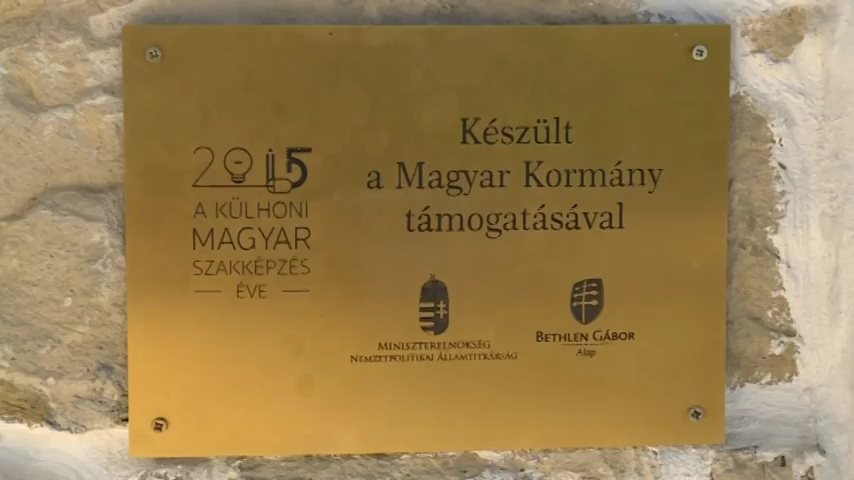 2015
A KÜLHONI
MAGYAR
SZAKKÉPZÉS
ÉVE
Készült
a Magyar Kormány
támogatásával
MINISZTERELNÖKSÉG
NEMZETPOLITIKAI ÁLLAMTITKÁRSÁG
BETHLEN GÁBOR
Alap